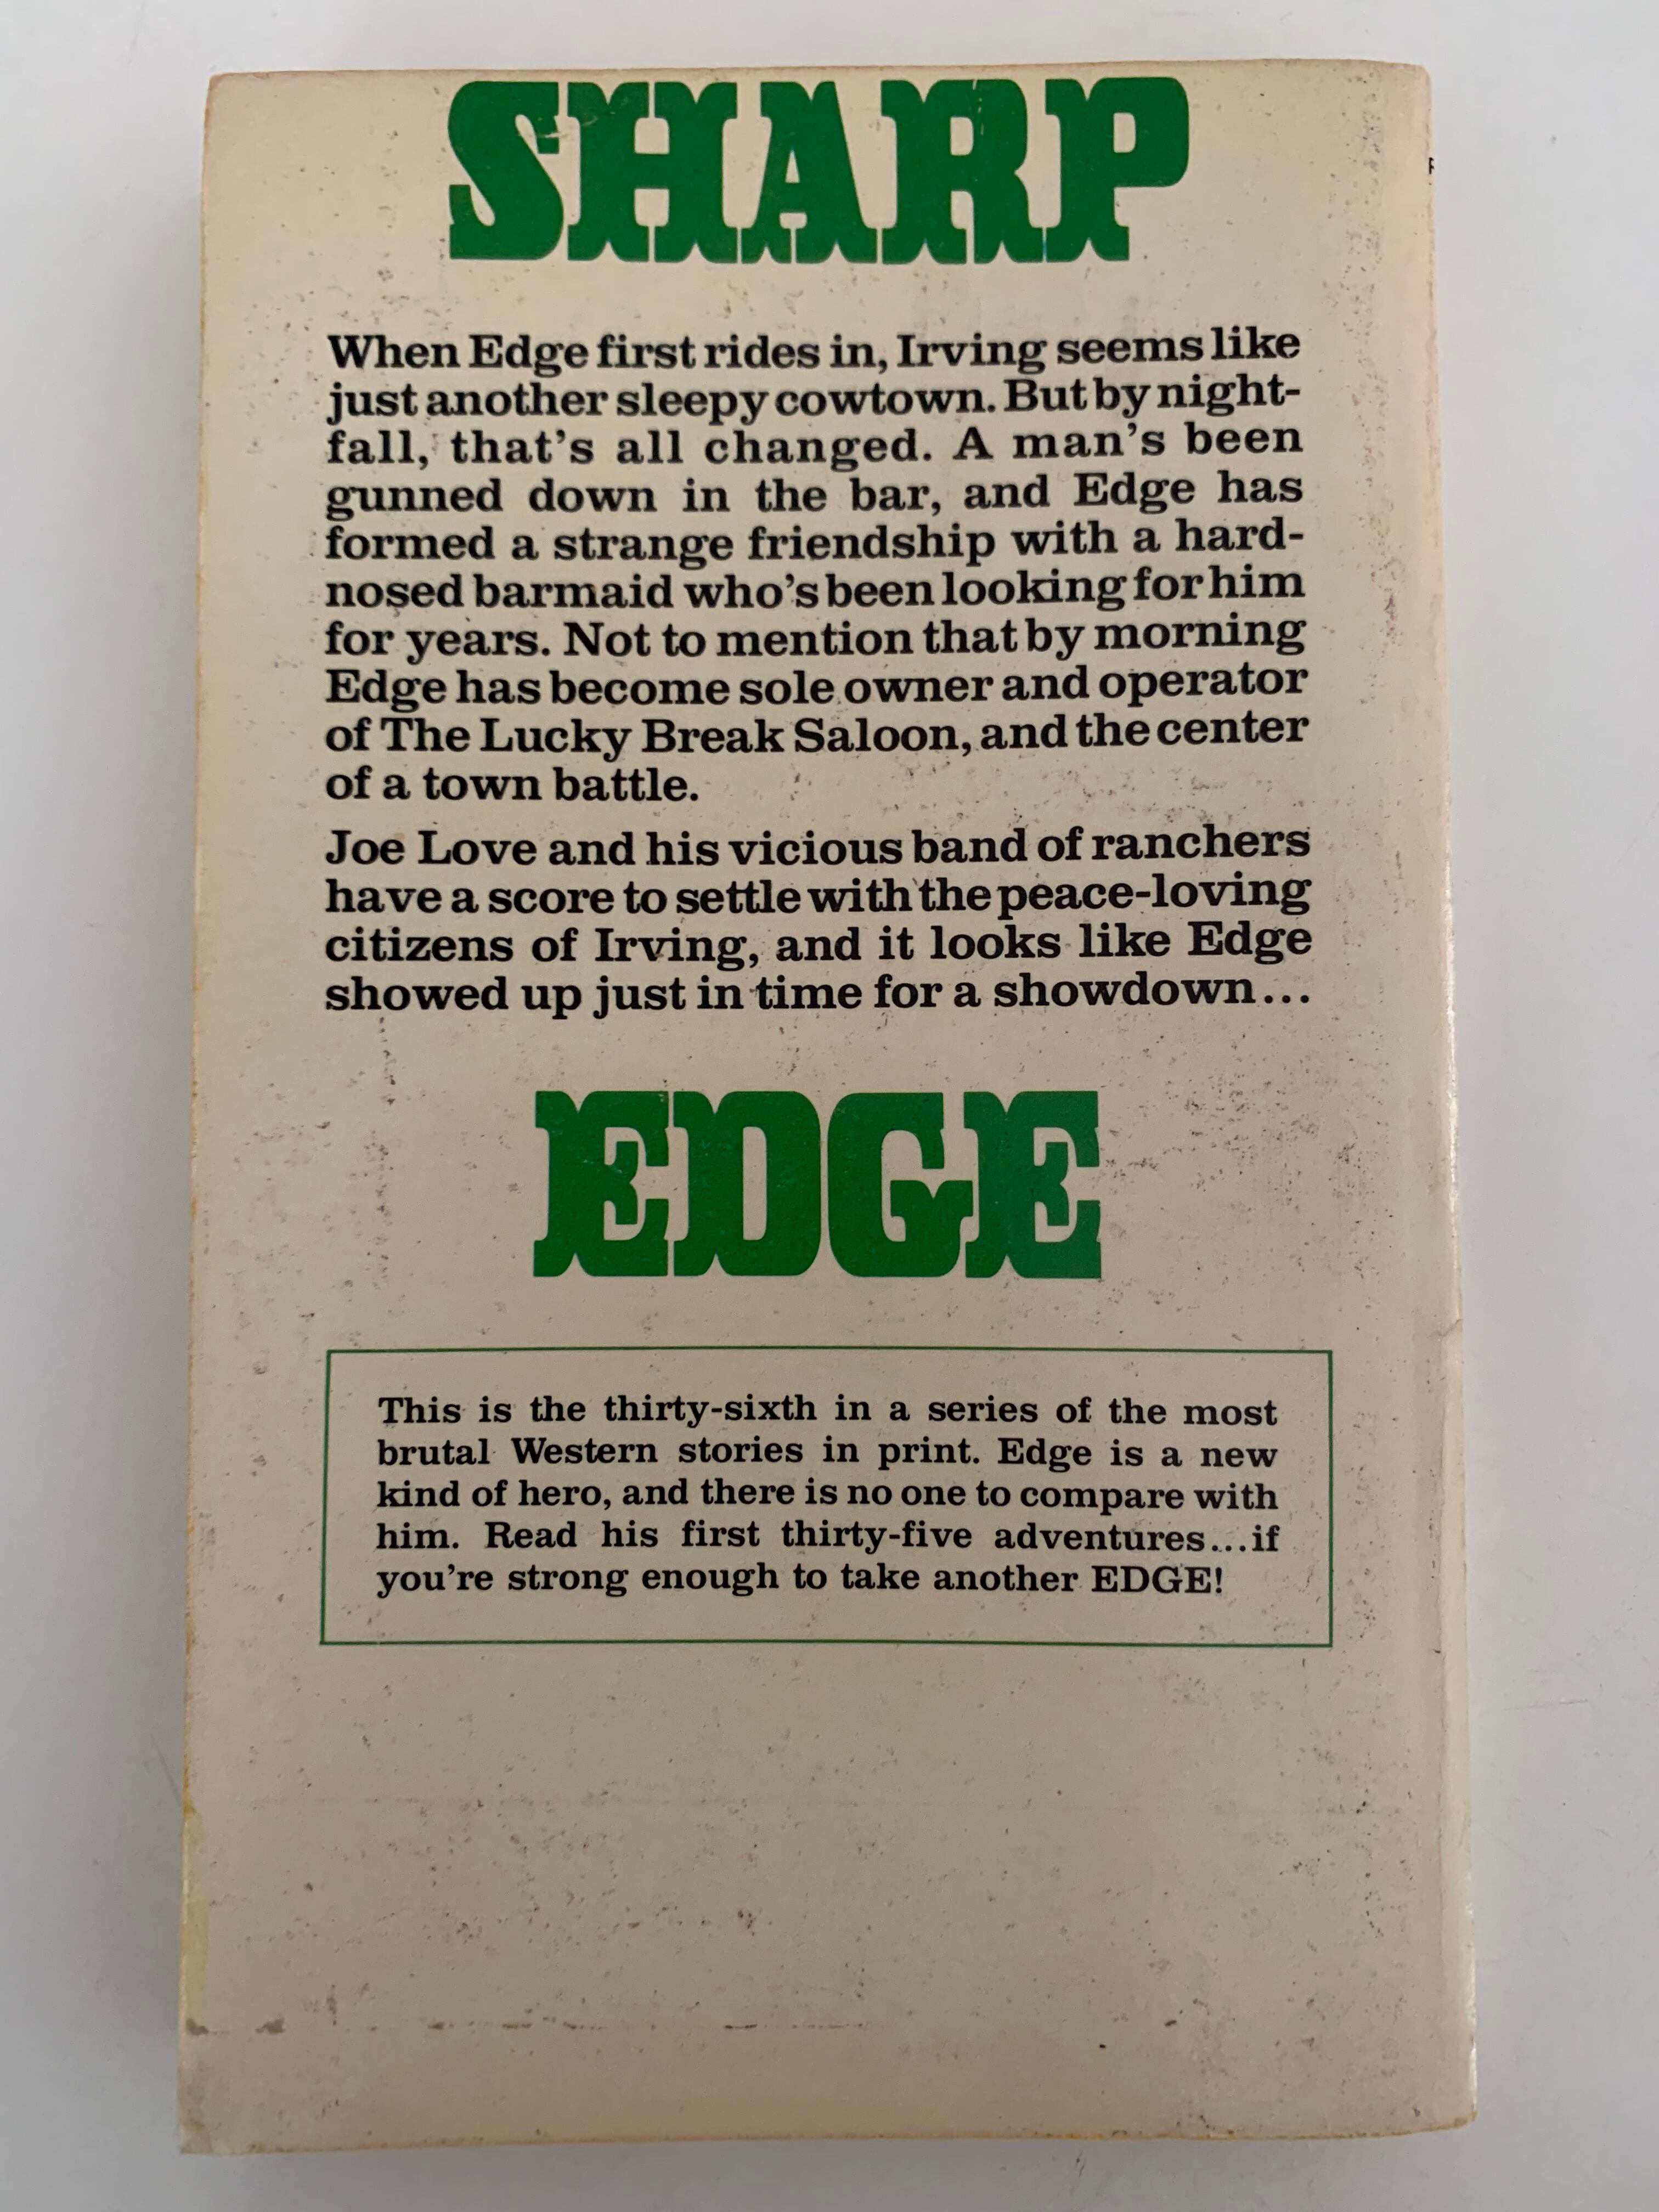 SHARP
When Edge first rides in, Irving seems like
just another sleepy cowtown. But by night-
fall, that's all changed. A man's been
gunned down in the bar, and Edge has
formed a strange friendship with a hard-
nosed barmaid who's been looking for him
for years. Not to mention that by morning
Edge has become sole owner and operator
of The Lucky Break Saloon, and the center
of a town battle.
Joe Love and his vicious band of ranchers
have a score to settle with the peace-loving
citizens of Irving, and it looks like Edge
showed up just in time for a showdown...
EDGE
This is the thirty-sixth in a series of the most
brutal Western stories in print. Edge is a new
kind of hero, and there is no one to compare with
him. Read his first thirty-five adventures...if
you're strong enough to take another EDGE!